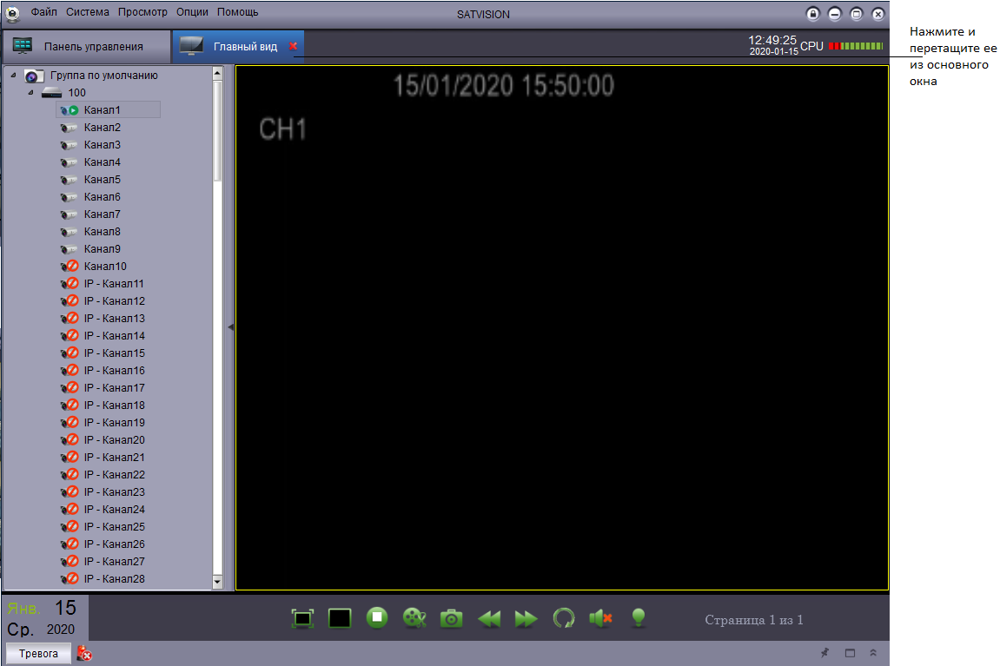 Файл Система Просмотр Опции Помощь
SATVISION
Панель управления
Главный вид
12:49:25
2020-01-15
CPU
Нажмите и
перетащите ее
из основного
окна
Группа по умолчанию
100
Канал1
Канал2
Канал3
Канал4
Канал5
Канал6
Канал7
Канал8
Канал9
Канал10
IP - Канал11
IP - Канал12
IP - Канал13
IP - Канал14
IP - Канал15
IP - Канал16
IP - Канал17
IP - Канал18
IP - Канал19
IP - Канал20
IP - Канал21
IP - Канал22
IP - Канал23
IP - Канал24
IP - Канал25
IP - Канал26
IP - Канал27
IP - Канал28
15/01/2020 15:50:00
CH1
Янв. 15
Ср. 2020
Страница 1 из 1
Тревога